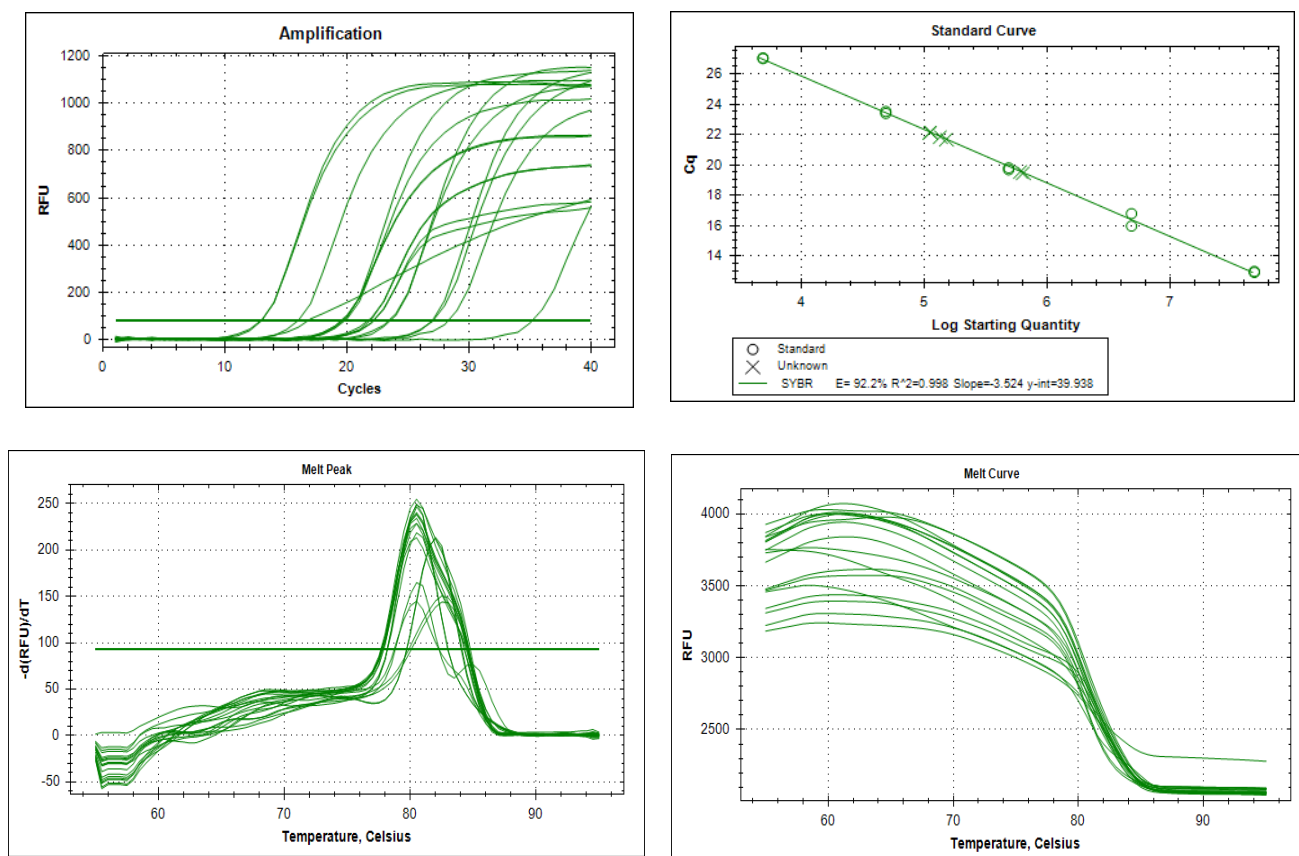 Amplification
1200
1000
800
600
400
200
0
0 10 20 30 40
RFU
Cycles
Standard Curve
26
24
22
20
18
16
14
4 5 6 7
Cq
Log Starting Quantity
Standard
Unknown
SYBR E= 92.2% R^2=0.998 Slope=-3.524 y-int=39.938
Melt Peak
250
200
150
100
50
0
-50
60 70 80 90
-d(RFU)/dT
Temperature, Celsius
Melt Curve
4000
3500
3000
2500
60 70 80 90
RFU
Temperature, Celsius